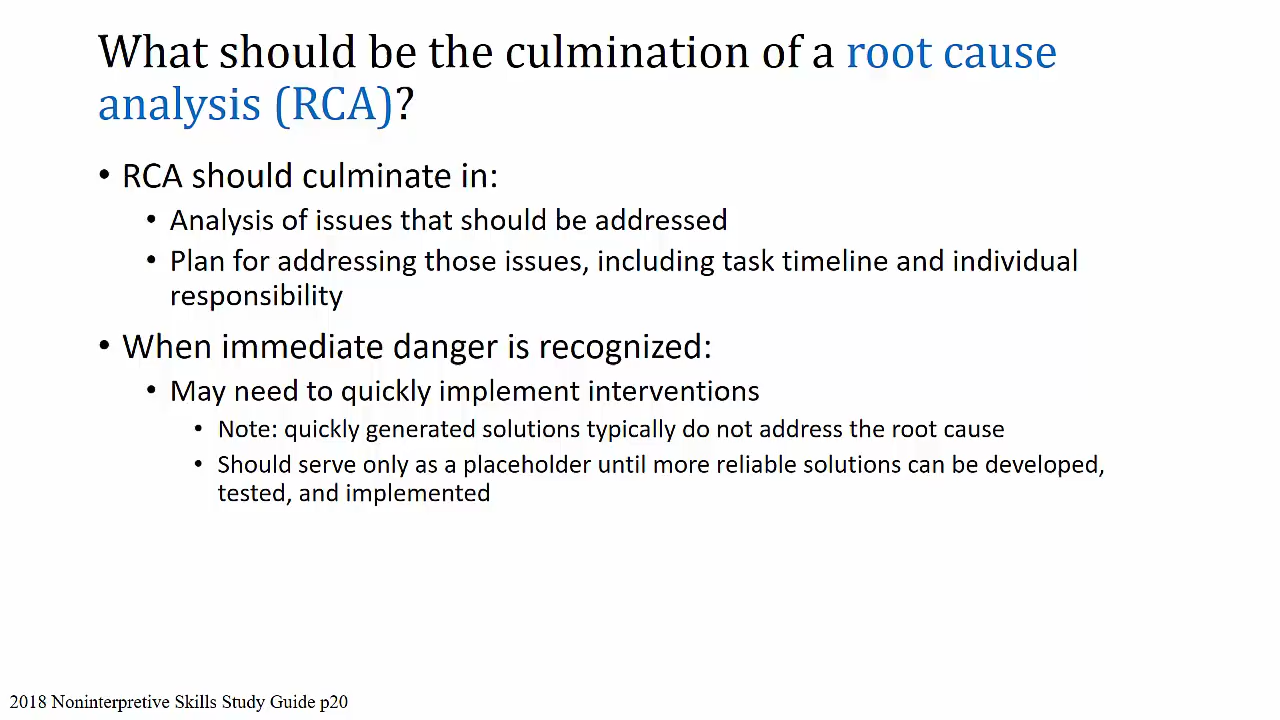 What should be the culmination of a root cause
analysis (RCA)?
• RCA should culminate in:
• Analysis of issues that should be addressed
• Plan for addressing those issues, including task timeline and individual
responsibility
• When immediate danger is recognized:
• May need to quickly implement interventions
• Note: quickly generated solutions typically do not address the root cause
• Should serve only as a placeholder until more reliable solutions can be developed,
tested, and implemented
2018 Noninterpretive Skills Study Guide p20